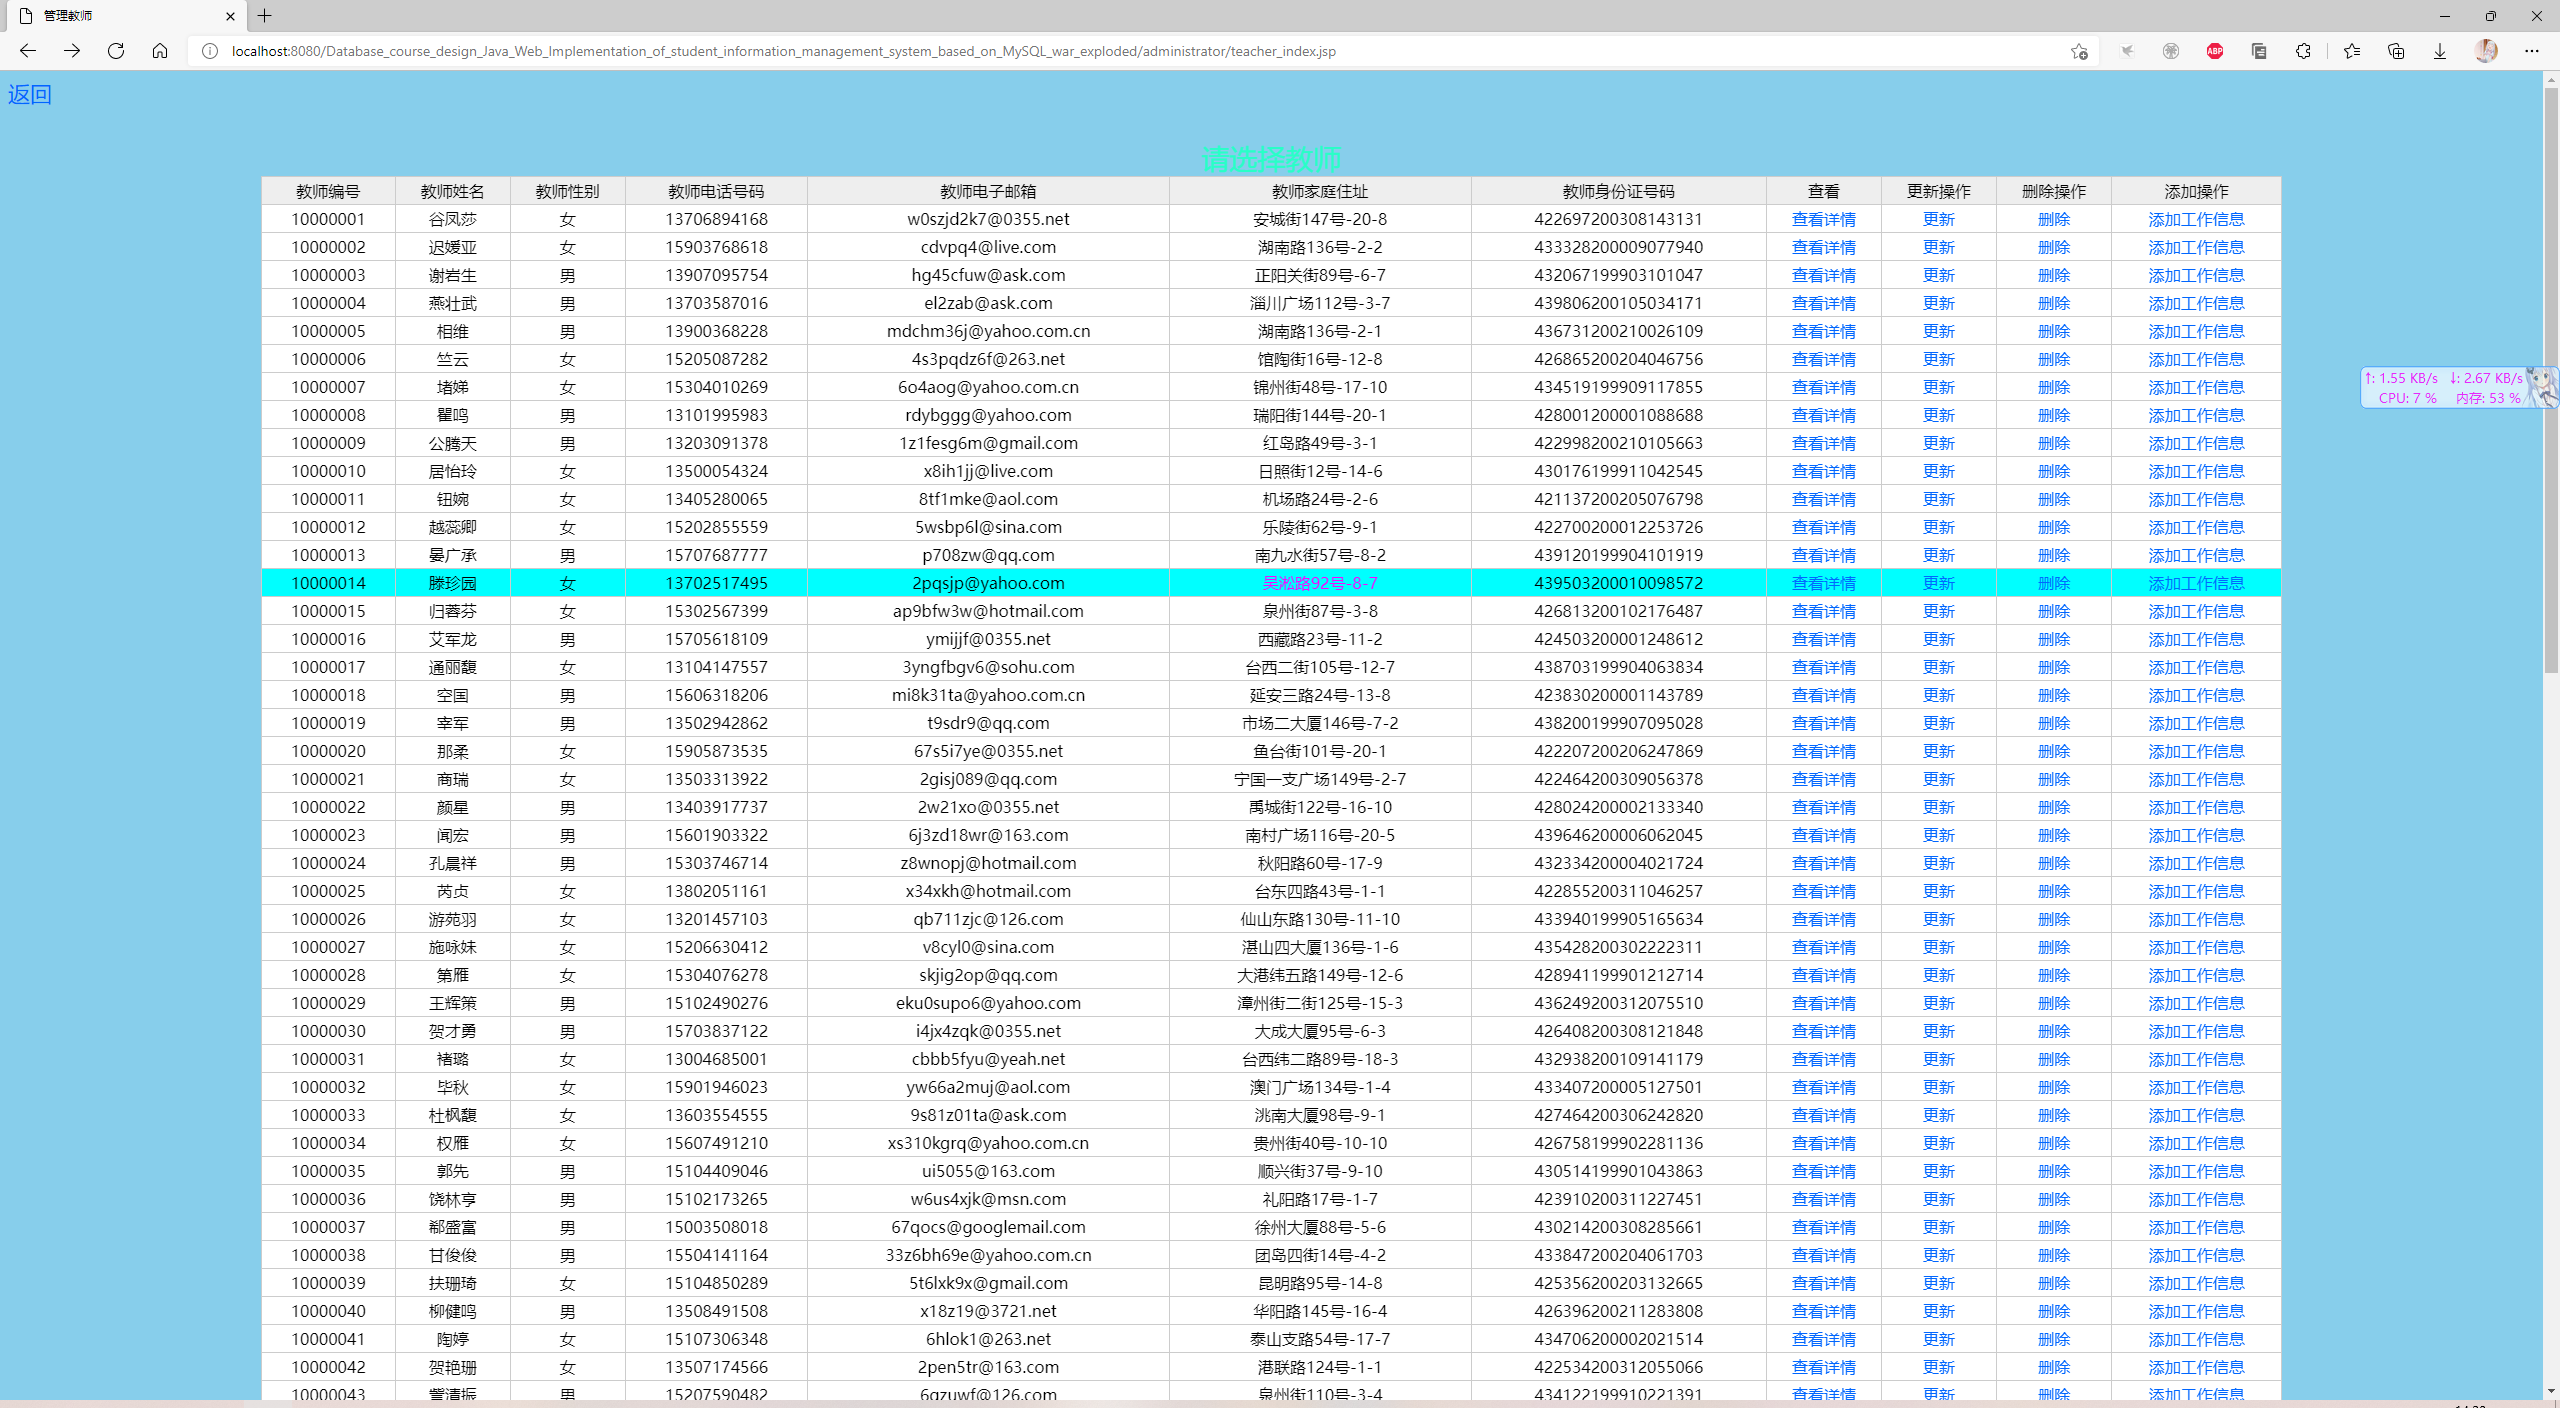 管理教师
localhost:8080/Database_course_design_Java_Web_Implementation_of_student_information_management_system_based_on_MySQL_war_exploded/administrator/teacher_index.jsp
ABP
返回
请选择教师
教师编号 教师姓名 教师性别 教师电话号码 教师电子邮箱 教师家庭住址 教师身份证号码 查看 更新操作 删除操作 添加操作
10000001 谷凤莎 女 13706894168 w0szjd2k7@0355.net 安城街147号-20-8 422697200308143131 查看详情 更新 删除 添加工作信息
10000002 迟媛亚 女 15903768618 cdvpq4@live.com 湖南路136号-2-2 433328200009077940 查看详情 更新 删除 添加工作信息
10000003 谢岩生 男 13907095754 hg45cfuw@ask.com 正阳关街89号-6-7 432067199903101047 查看详情 更新 删除 添加工作信息
10000004 燕壮武 男 13703587016 el2zab@ask.com 淄川广场112号-3-7 439806200105034171 查看详情 更新 删除 添加工作信息
10000005 相维 男 13900368228 mdchm36j@yahoo.com.cn 湖南路136号-2-1 436731200210026109 查看详情 更新 删除 添加工作信息
10000006 竺云 女 15205087282 4s3pqdz6f@263.net 馆陶街16号-12-8 426865200204046756 查看详情 更新 删除 添加工作信息
10000007 堵娣 女 15304010269 6o4aog@yahoo.com.cn 锦州街48号-17-10 434519199909117855 查看详情 更新 删除 添加工作信息
↑: 1.55 KB/s ↓: 2.67 KB/s
CPU: 7 % 内存: 53 %
10000008 瞿鸣 男 13101995983 rdybggg@yahoo.com 瑞阳街144号-20-1 428001200001088688 查看详情 更新 删除 添加工作信息
10000009 公腾天 男 13203091378 1z1fesg6m@gmail.com 红岛路49号-3-1 422998200210105663 查看详情 更新 删除 添加工作信息
10000010 居怡玲 女 13500054324 x8ih1jj@live.com 日照街12号-14-6 430176199911042545 查看详情 更新 删除 添加工作信息
10000011 钮婉 女 13405280065 8tf1mke@aol.com 机场路24号-2-6 421137200205076798 查看详情 更新 删除 添加工作信息
10000012 越蕊卿 女 15202855559 5wsbp6l@sina.com 乐陵街62号-9-1 422700200012253726 查看详情 更新 删除 添加工作信息
10000013 晏广承 男 15707687777 p708zw@qq.com 南九水街57号-8-2 439120199904101919 查看详情 更新 删除 添加工作信息
10000014 滕珍园 女 13702517495 2pqsjp@yahoo.com 吴淞路92号-8-7 439503200010098572 查看详情 更新 删除 添加工作信息
10000015 归蓉芬 女 15302567399 ap9bfw3w@hotmail.com 泉州街87号-3-8 426813200102176487 查看详情 更新 删除 添加工作信息
10000016 艾军龙 男 15705618109 ymijjf@0355.net 西藏路23号-11-2 424503200001248612 查看详情 更新 删除 添加工作信息
10000017 通丽馥 女 13104147557 3yngfbgv6@sohu.com 台西二街105号-12-7 438703199904063834 查看详情 更新 删除 添加工作信息
10000018 空国 男 15606318206 mi8k31ta@yahoo.com.cn 延安三路24号-13-8 423830200001143789 查看详情 更新 删除 添加工作信息
10000019 宰军 男 13502942862 t9sdr9@qq.com 市场二大厦146号-7-2 438200199907095028 查看详情 更新 删除 添加工作信息
10000020 那柔 女 15905873535 67s5i7ye@0355.net 鱼台街101号-20-1 422207200206247869 查看详情 更新 删除 添加工作信息
10000021 商瑞 女 13503313922 2gisj089@qq.com 宁国一支广场149号-2-7 422464200309056378 查看详情 更新 删除 添加工作信息
10000022 颜星 男 13403917737 2w21xo@0355.net 禹城街122号-16-10 428024200002133340 查看详情 更新 删除 添加工作信息
10000023 闻宏 男 15601903322 6j3zd18wr@163.com 南村广场116号-20-5 439646200006062045 查看详情 更新 删除 添加工作信息
10000024 孔晨祥 男 15303746714 z8wnopj@hotmail.com 秋阳路60号-17-9 432334200004021724 查看详情 更新 删除 添加工作信息
10000025 芮贞 女 13802051161 x34xkh@hotmail.com 台东四路43号-1-1 422855200311046257 查看详情 更新 删除 添加工作信息
10000026 游苑羽 女 13201457103 qb711zjc@126.com 仙山东路130号-11-10 433940199905165634 查看详情 更新 删除 添加工作信息
10000027 施咏妹 女 15206630412 v8cyl0@sina.com 湛山四大厦136号-1-6 435428200302222311 查看详情 更新 删除 添加工作信息
10000028 第雁 女 15304076278 skjig2op@qq.com 大港纬五路149号-12-6 428941199901212714 查看详情 更新 删除 添加工作信息
10000029 王辉策 男 15102490276 eku0supo6@yahoo.com 漳州街二街125号-15-3 436249200312075510 查看详情 更新 删除 添加工作信息
10000030 贺才勇 男 15703837122 i4jx4zqk@0355.net 大成大厦95号-6-3 426408200308121848 查看详情 更新 删除 添加工作信息
10000031 褚璐 女 13004685001 cbbb5fyu@yeah.net 台西纬二路89号-18-3 432938200109141179 查看详情 更新 删除 添加工作信息
10000032 毕秋 女 15901946023 yw66a2muj@aol.com 澳门广场134号-1-4 433407200005127501 查看详情 更新 删除 添加工作信息
10000033 杜枫馥 女 13603554555 9s81z01ta@ask.com 洮南大厦98号-9-1 427464200306242820 查看详情 更新 删除 添加工作信息
10000034 权雁 女 15607491210 xs310kgrq@yahoo.com.cn 贵州街40号-10-10 426758199902281136 查看详情 更新 删除 添加工作信息
10000035 郭先 男 15104409046 ui5055@163.com 顺兴街37号-9-10 430514199901043863 查看详情 更新 删除 添加工作信息
10000036 饶林亨 男 15102173265 w6us4xjk@msn.com 礼阳路17号-1-7 423910200311227451 查看详情 更新 删除 添加工作信息
10000037 郗盛富 男 15003508018 67qocs@googlemail.com 徐州大厦88号-5-6 430214200308285661 查看详情 更新 删除 添加工作信息
10000038 甘俊俊 男 15504141164 33z6bh69e@yahoo.com.cn 团岛四街14号-4-2 433847200204061703 查看详情 更新 删除 添加工作信息
10000039 扶珊琦 女 15104850289 5t6lxk9x@gmail.com 昆明路95号-14-8 425356200203132665 查看详情 更新 删除 添加工作信息
10000040 柳健鸣 男 13508491508 x18z19@3721.net 华阳路145号-16-4 426396200211283808 查看详情 更新 删除 添加工作信息
10000041 陶婷 女 15107306348 6hlok1@263.net 泰山支路54号-17-7 434706200002021514 查看详情 更新 删除 添加工作信息
10000042 贺艳珊 女 13507174566 2pen5tr@163.com 港联路124号-1-1 422534200312055066 查看详情 更新 删除 添加工作信息
10000043 男 15207590482 6qzuwf@126.com 泉州街110号-3-4 434122199910221391 查看详情 更新 删除 添加工作信息